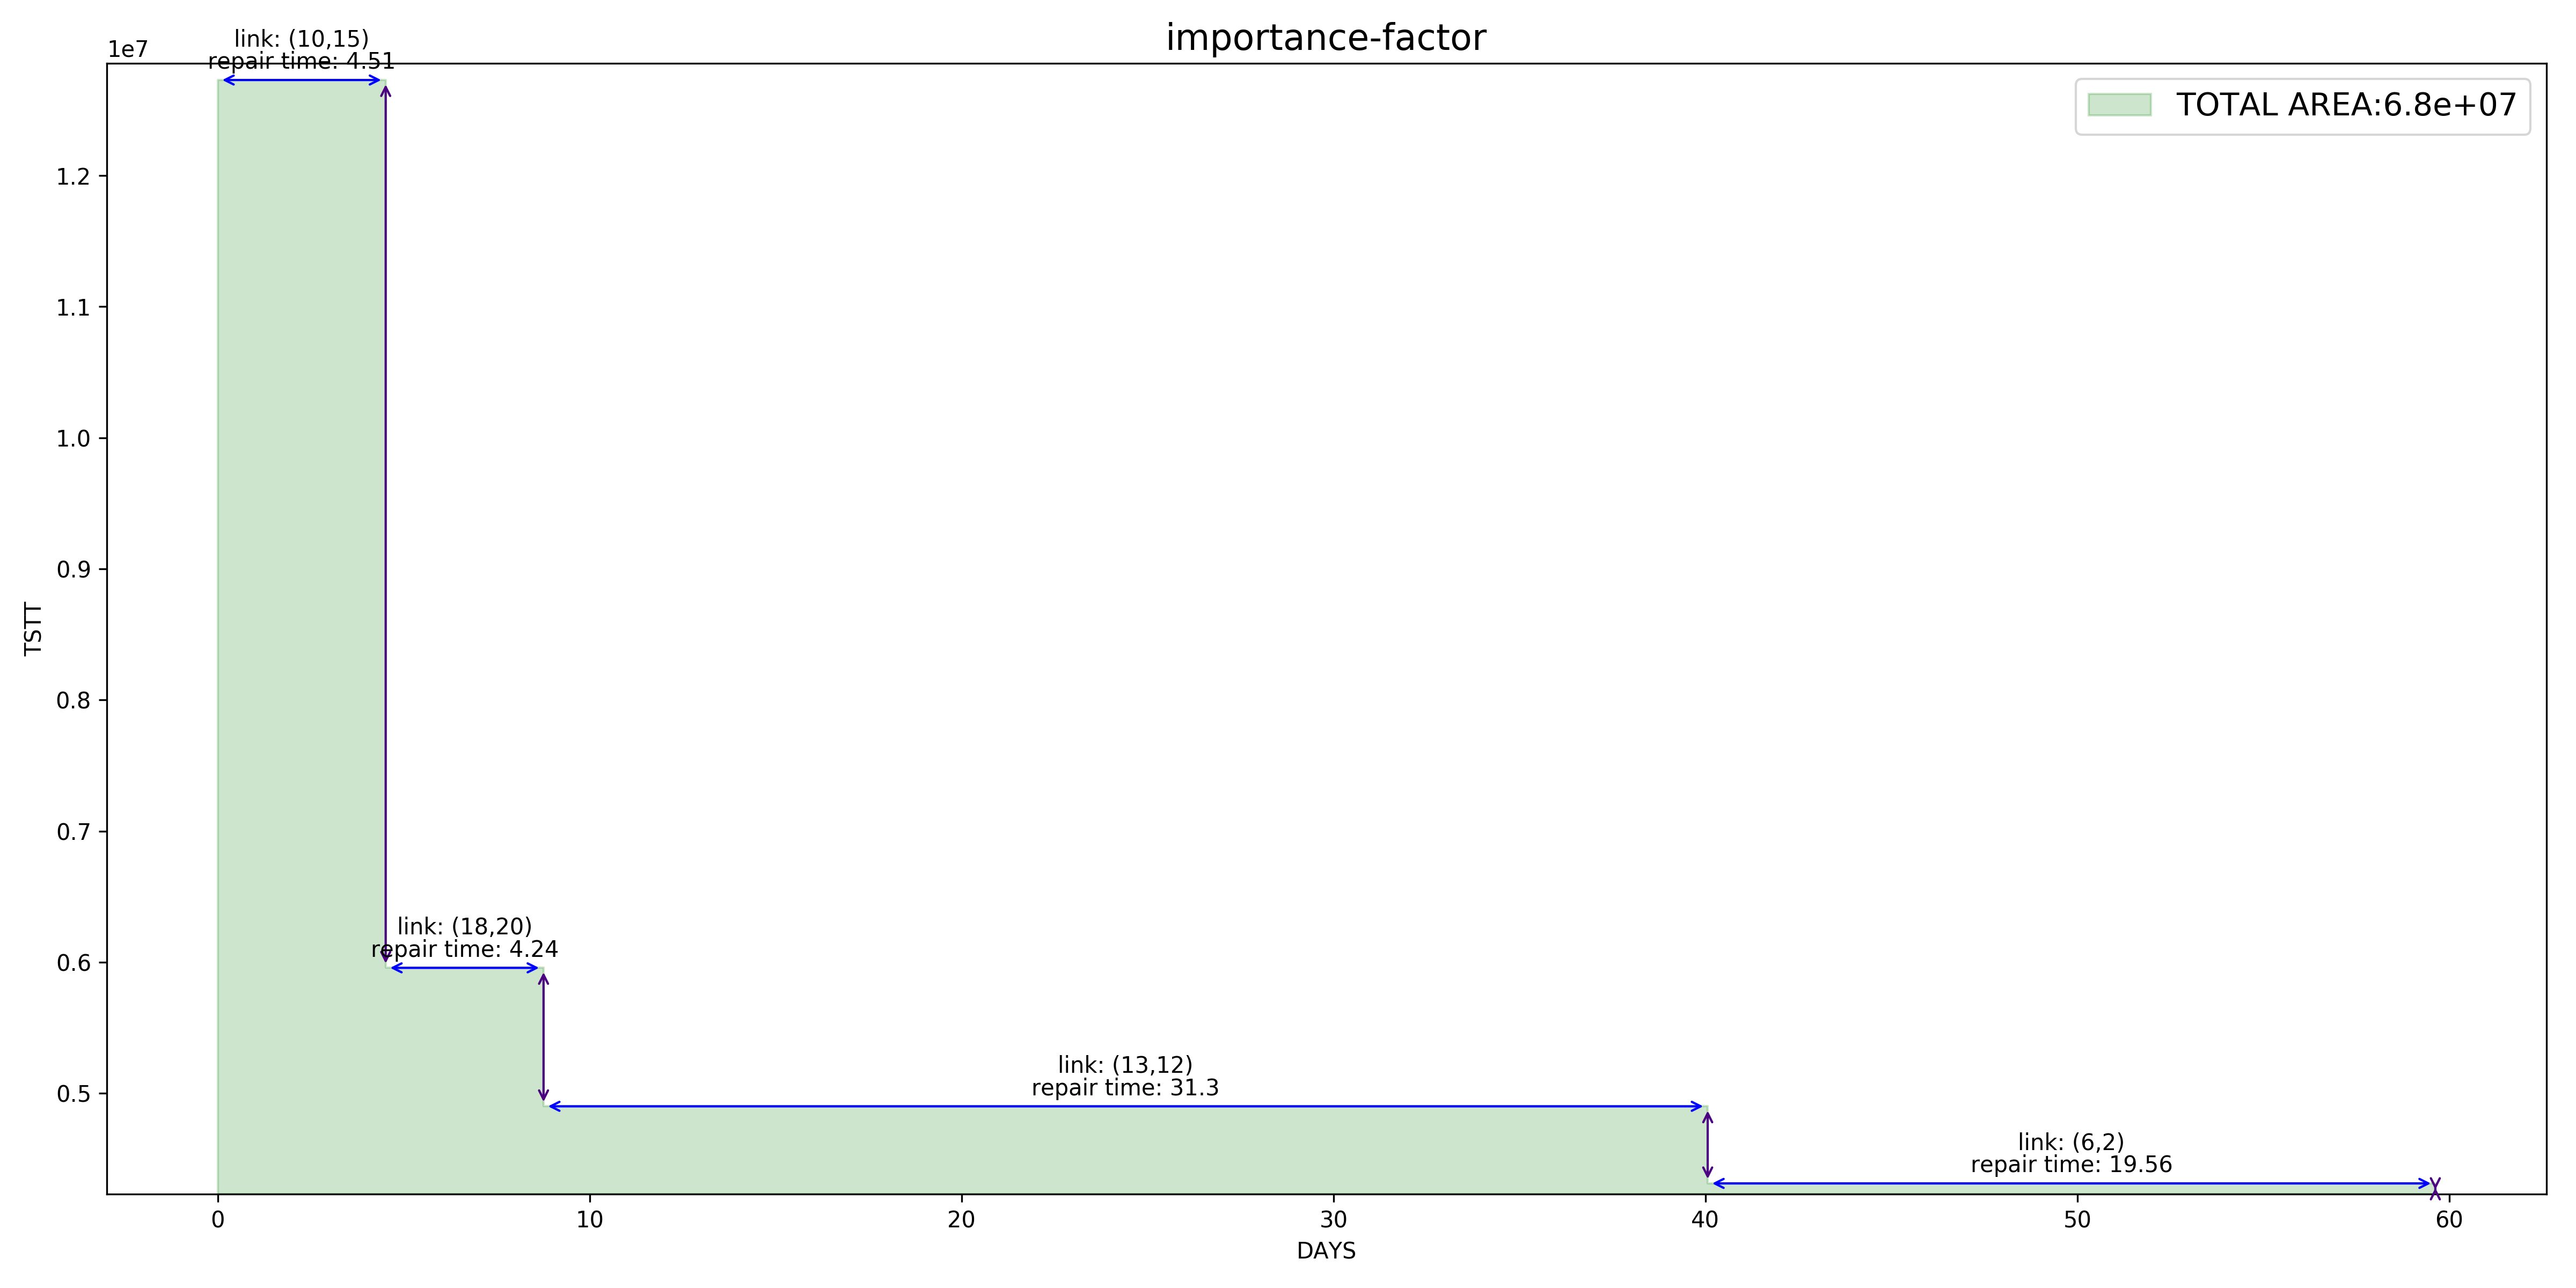 importance-factor
1e7
link: (10,15)
repair time: 4.51
TOTAL AREA:6.8e+07
1.2
1.1
1.0
0.9
0.8
0.7
0.6
0.5
TSTT
link: (18,20)
repair time: 4.24
link: (13,12)
repair time: 31.3
link: (6,2)
repair time: 19.56
0 10 20 30 40 50 60
DAYS